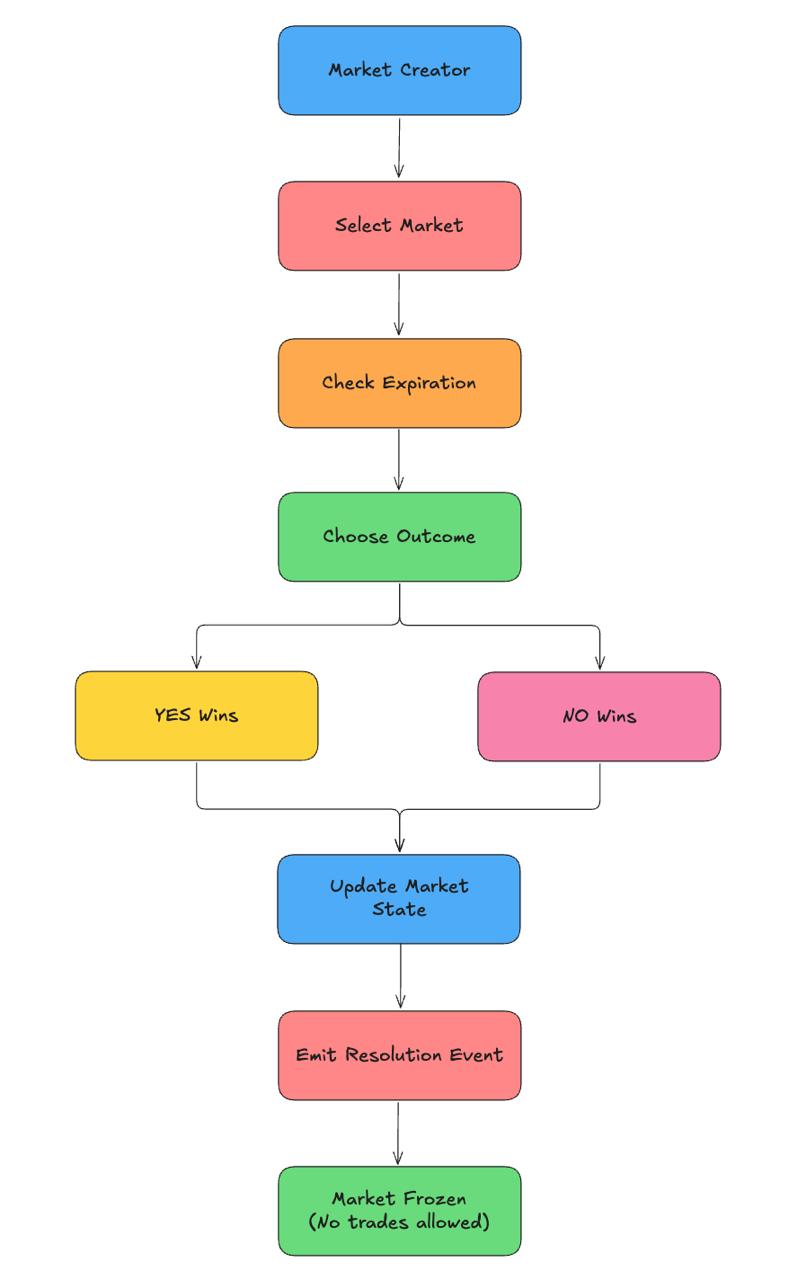 Market Creator
Select Market
Check Expiration
Choose Outcome
YES Wins
NO Wins
Update Market
State
Emit Resolution Event
Market Frozen
(No trades allowed)